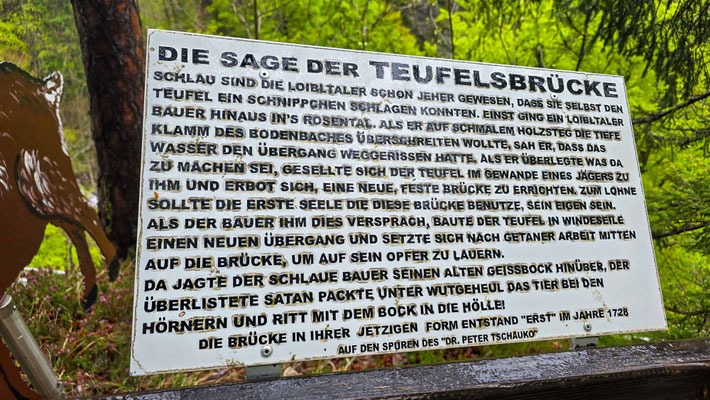 DIE SAGE DER TEUFELSBRÜCKE
SCHLAU SIND DIE LOIBLTALER SCHON JEHER GEWESEN, DASS SIE SELBST DEN
TEUFEL EIN SCHNIPPCHEN SCHLAGEN KONNTEN. EINST GING EIN LOIBLTALER
BAUER HINAUS IN'S ROSENTAL. ALS ER AUF SCHMALEM HOLZSTEG DIE TIEFE
KLAMM DES BODENBACHES ÜBERSCHREITEN WOLLTE, SAH ER, DASS DAS
WASSER DEN ÜBERGANG WEGGERISSEN HATTE. ALS ER ÜBERLEGTE WAS DA
ZU MACHEN SEI, GESELLTE SICH DER TEUFEL IM GEWANDE EINES JÄGERS ZU
IHM UND ERBOT SICH, EINE NEUE, FESTE BRÜCKE ZU ERRICHTEN. ZUM LOHNE
SOLLTE DIE ERSTE SEELE DIE DIESE BRÜCKE BENUTZE, SEIN EIGEN SEIN.
ALS DER BAUER IHM DIES VERSPRACH, BAUTE DER TEUFEL IN WINDESEILE
EINEN NEUEN ÜBERGANG UND SETZTE SICH NACH GETANER ARBEIT MITTEN
AUF DIE BRÜCKE, UM AUF SEIN OPFER ZU LAUERN.
DA JAGTE DER SCHLAUE BAUER SEINEN ALTEN GEISSBOCK HINÜBER, DER
ÜBERLISTETE SATAN PACKTE UNTER WUTGEHEUL DAS TIER BEI DEN
HÖRNERN UND RITT MIT DEM BOCK IN DIE HÖLLE!
DIE BRÜCKE IN IHRER JETZIGEN FORM ENTSTAND "ERST" IM JAHRE 1728
AUF DEN SPUREN DES "DR. PETER TSCHAUKO"